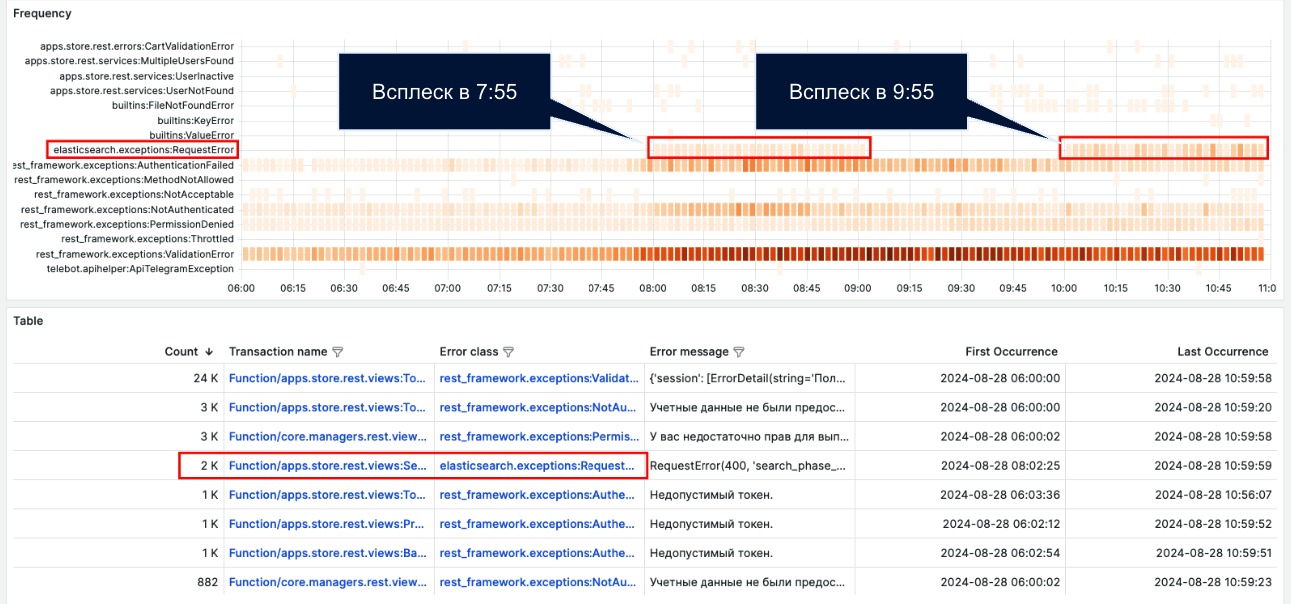 Frequency
apps.store.rest.errors:CartValidationError
apps.store.rest.services:MultipleUsersFound
apps.store.rest.services:UserInactive
apps.store.rest.services:UserNotFound
builtins:FileNotFoundError
builtins:KeyError
builtins:ValueError
elasticsearch.exceptions:RequestError
est_framework.exceptions:AuthenticationFailed
rest_framework.exceptions:MethodNotAllowed
rest_framework.exceptions:NotAcceptable
rest_framework.exceptions:NotAuthenticated
rest_framework.exceptions:PermissionDenied
rest_framework.exceptions:Throttled
rest_framework.exceptions:ValidationError
telebot.apihelper:ApiTelegramException
Всплеск в 7:55
Всплеск в 9:55
06:00 06:15 06:30 06:45 07:00 07:15 07:30 07:45 08:00 08:15 08:30 08:45 09:00 09:15 09:30 09:45 10:00 10:15 10:30 10:45 11:0
Table
Count Transaction name Error class Error message First Occurrence Last Occurrence
24 K Function/apps.store.rest.views:To... rest_framework.exceptions:Validat... {'session': [ErrorDetail(string='Пол... 2024-08-28 06:00:00 2024-08-28 10:59:58
3 K Function/apps.store.rest.views:To... rest_framework.exceptions:NotAu... Учетные данные не были предос... 2024-08-28 06:00:00 2024-08-28 10:59:20
3 K Function/core.managers.rest.view... rest_framework.exceptions:Permis... У вас недостаточно прав для вып... 2024-08-28 06:00:02 2024-08-28 10:59:58
2 K Function/apps.store.rest.views:Se... elasticsearch.exceptions:Request... RequestError(400, 'search_phase_... 2024-08-28 08:02:25 2024-08-28 10:59:59
1 K Function/apps.store.rest.views:To... rest_framework.exceptions:Authe... Недопустимый токен. 2024-08-28 06:03:36 2024-08-28 10:56:07
1 K Function/apps.store.rest.views:Pr... rest_framework.exceptions:Authe... Недопустимый токен. 2024-08-28 06:02:12 2024-08-28 10:59:52
1 K Function/apps.store.rest.views:Ba... rest_framework.exceptions:Authe... Недопустимый токен. 2024-08-28 06:02:54 2024-08-28 10:59:51
882 Function/core.managers.rest.view... rest_framework.exceptions:NotAu... Учетные данные не были предос... 2024-08-28 06:00:02 2024-08-28 10:59:23